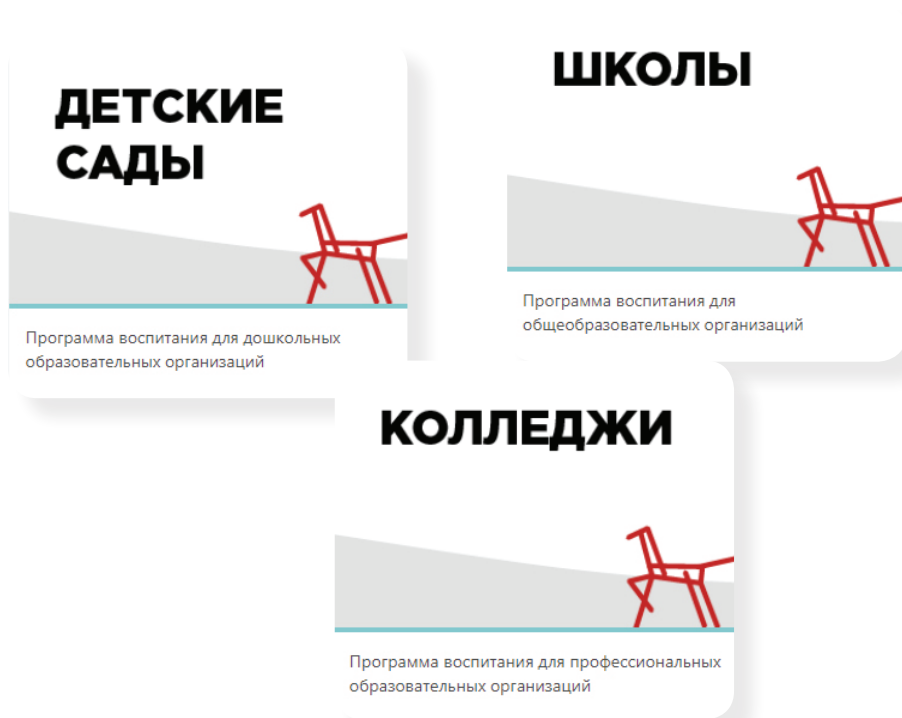 ДЕТСКИЕ
САДЫ
Программа воспитания для дошкольных
образовательных организаций
ШКОЛЫ
Программа воспитания для
общеобразовательных организаций
КОЛЛЕДЖИ
Программа воспитания для профессиональных
образовательных организаций